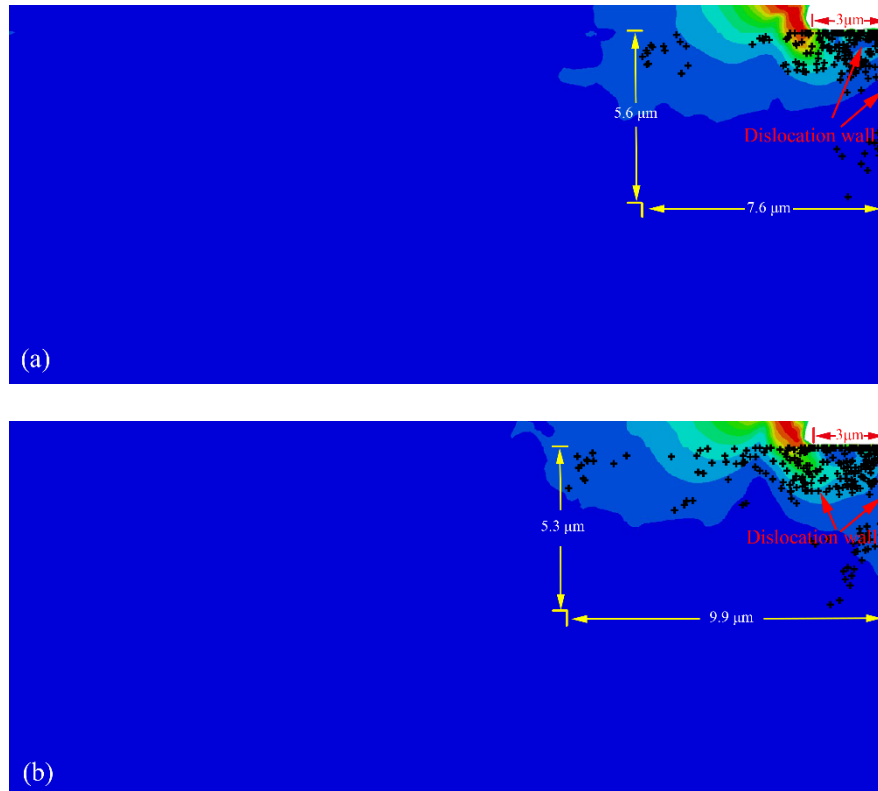 3μm
5.6 μm
Dislocation wall
7.6 μm
(a)
3μm
5.3 μm
Dislocation wall
9.9 μm
(b)